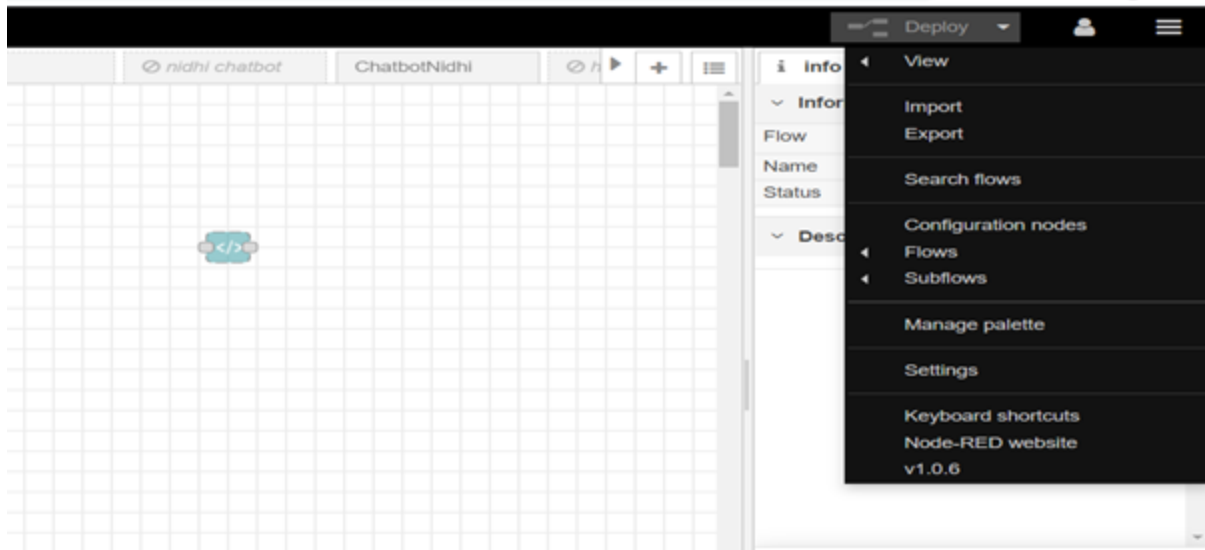 Deploy
nidhi chatbot
ChatbotNidhi
h
+
i info
Infor
Flow
Name
Status
Desc
</>
View
Import
Export
Search flows
Configuration nodes
Flows
Subflows
Manage palette
Settings
Keyboard shortcuts
Node-RED website
v1.0.6